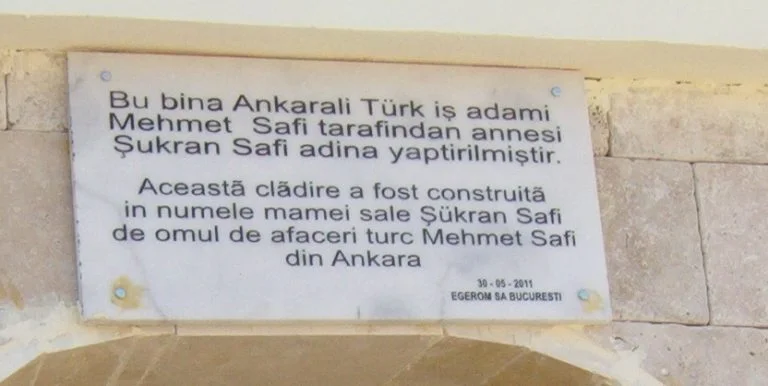 Bu bina Ankarali Türk iş adami
Mehmet Safi tarafindan annesi
Şukran Safi adina yaptirilmiştir.
Această clădire a fost construită
in numele mamei sale Şükran Safi
de omul de afaceri turc Mehmet Safi
din Ankara
30 - 05 - 2011
EGEROM SA BUCURESTI